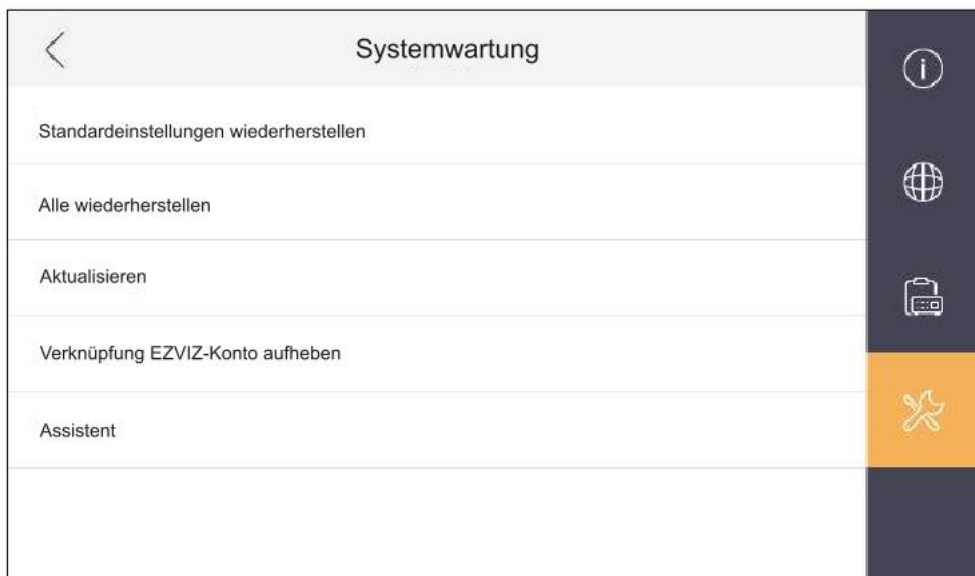 Systemwartung
Standardeinstellungen wiederherstellen
Alle wiederherstellen
Aktualisieren
Verknüpfung EZVIZ-Konto aufheben
Assistent